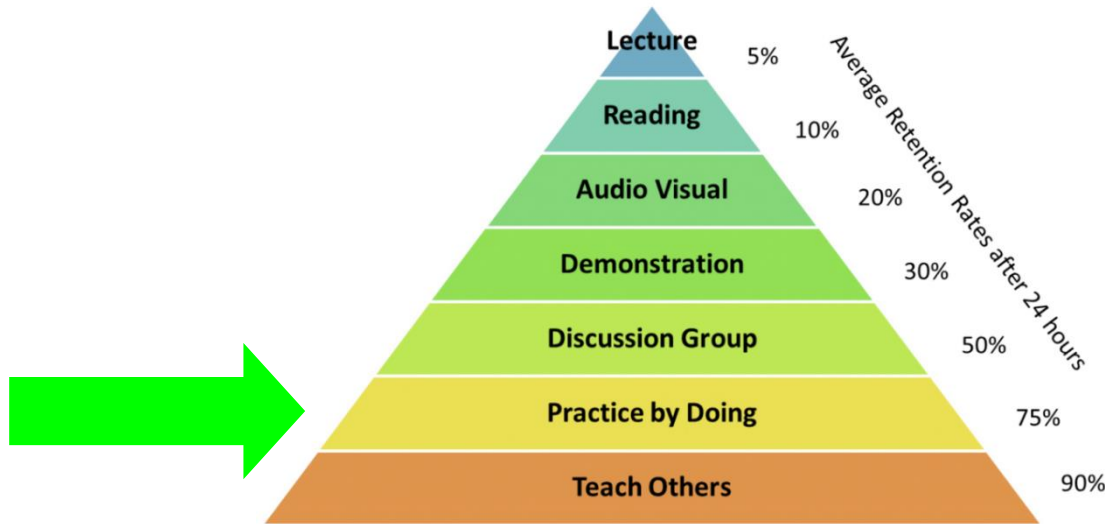 Lecture
5%
Reading
10%
Audio Visual
20%
Demonstration
30%
Discussion Group
50%
Practice by Doing
75%
Teach Others
90%
Average Retention Rates after 24 hours